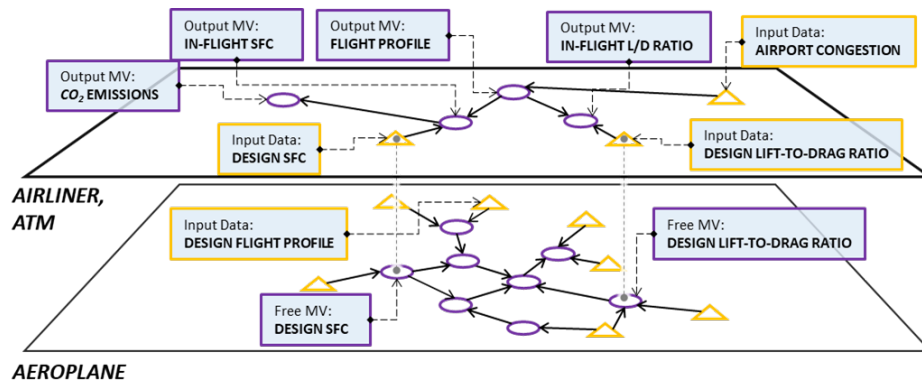 Output MV:
IN-FLIGHT SFC
Output MV:
FLIGHT PROFILE
Output MV:
IN-FLIGHT L/D RATIO
Input Data:
AIRPORT CONGESTION
Output MV:
CO₂ EMISSIONS
Input Data:
DESIGN SFC
Input Data:
DESIGN LIFT-TO-DRAG RATIO
AIRLINER,
ATM
Input Data:
DESIGN FLIGHT PROFILE
Free MV:
DESIGN LIFT-TO-DRAG RATIO
Free MV:
DESIGN SFC
AEROPLANE